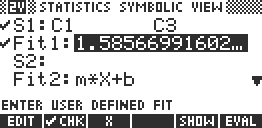 2V STATISTICS SYMBOLIC VIEW
✓S1: C1 C3
✓Fit1: 1.58566991602…
S2:
Fit2: m*X+b
ENTER USER DEFINED FIT
EDIT ✓CHK X SHOW EVAL